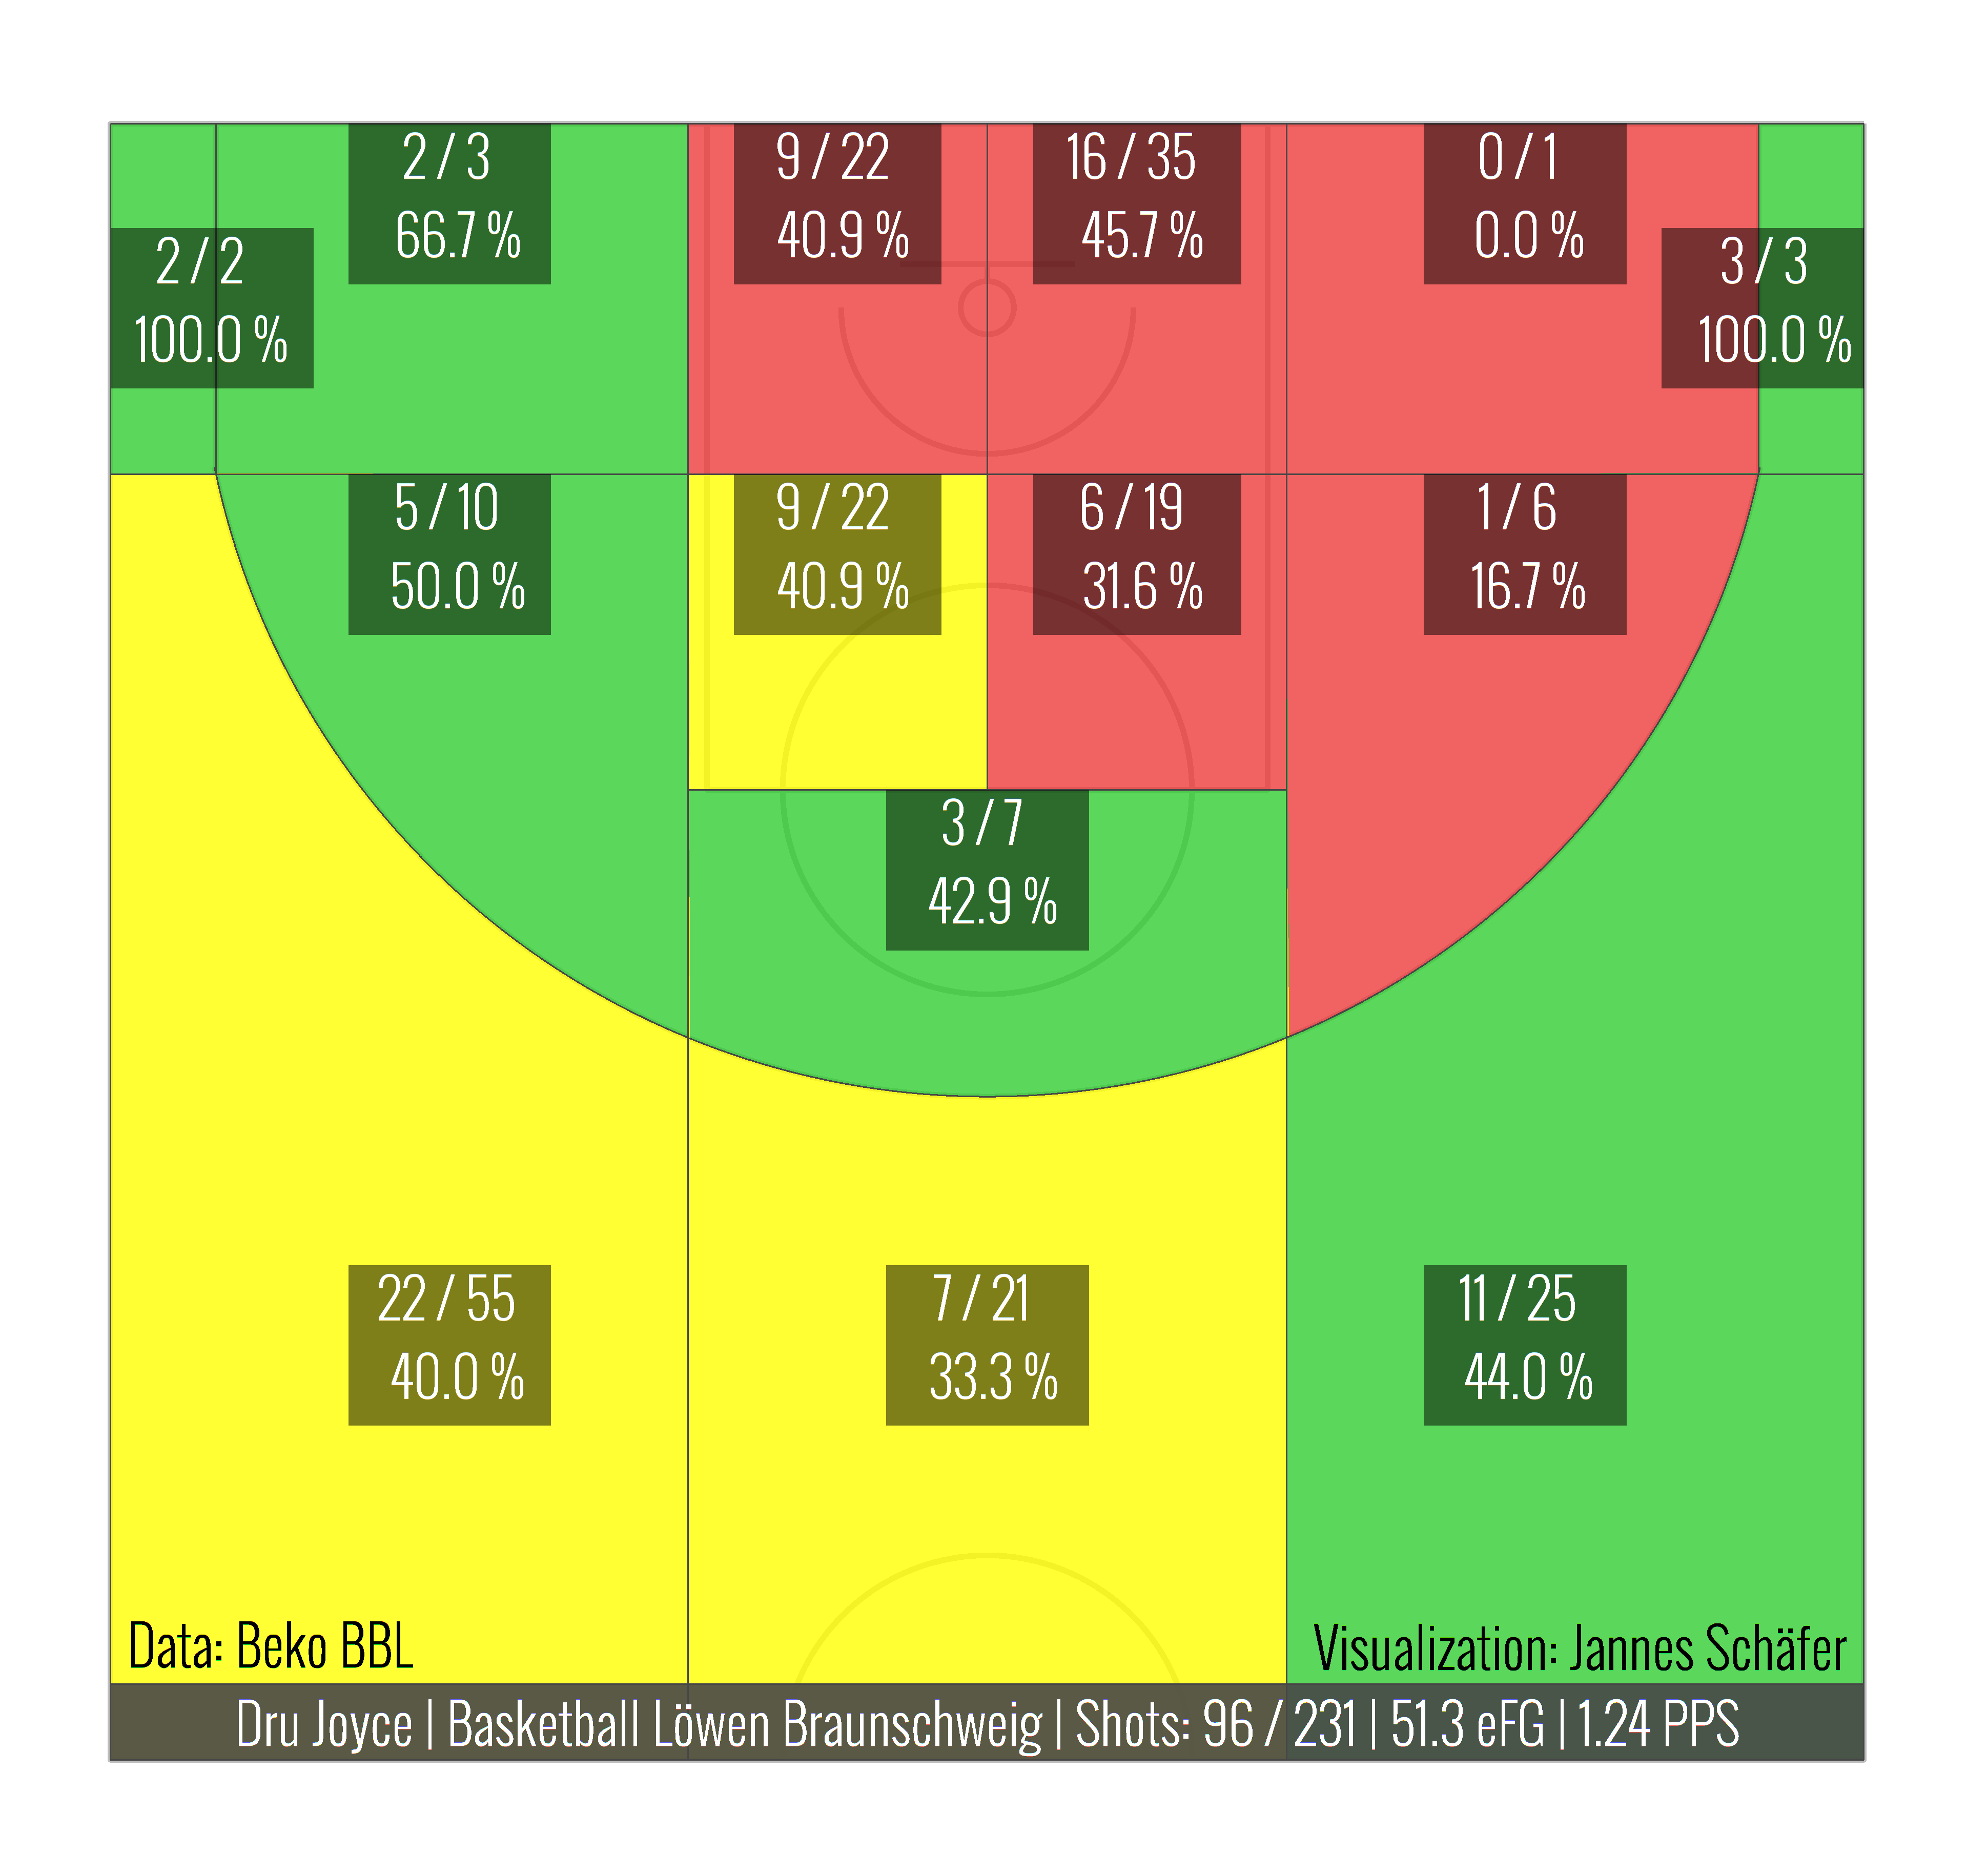 2 / 3
66.7 %
9 / 22
40.9 %
16 / 35
45.7 %
0 / 1
0.0 %
2 / 2
100.0 %
3 / 3
100.0 %
5 / 10
50.0 %
9 / 22
40.9 %
6 / 19
31.6 %
1 / 6
16.7 %
3 / 7
42.9 %
22 / 55
40.0 %
7 / 21
33.3 %
11 / 25
44.0 %
Data: Beko BBL
Visualization: Jannes Schäfer
Dru Joyce | Basketball Löwen Braunschweig | Shots: 96 / 231 | 51.3 eFG | 1.24 PPS